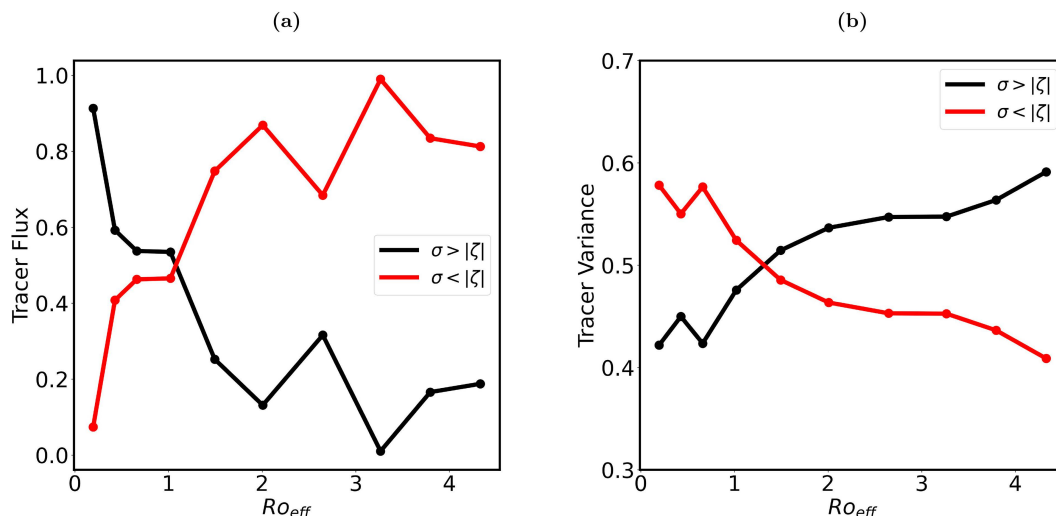 (a)
1.0
0.8
0.6
0.4
0.2
0.0
Tracer Flux
σ > |ζ|
σ < |ζ|
0 1 2 3 4
Ro_eff
(b)
0.7
0.6
0.5
0.4
0.3
Tracer Variance
σ > |ζ|
σ < |ζ|
0 1 2 3 4
Ro_eff